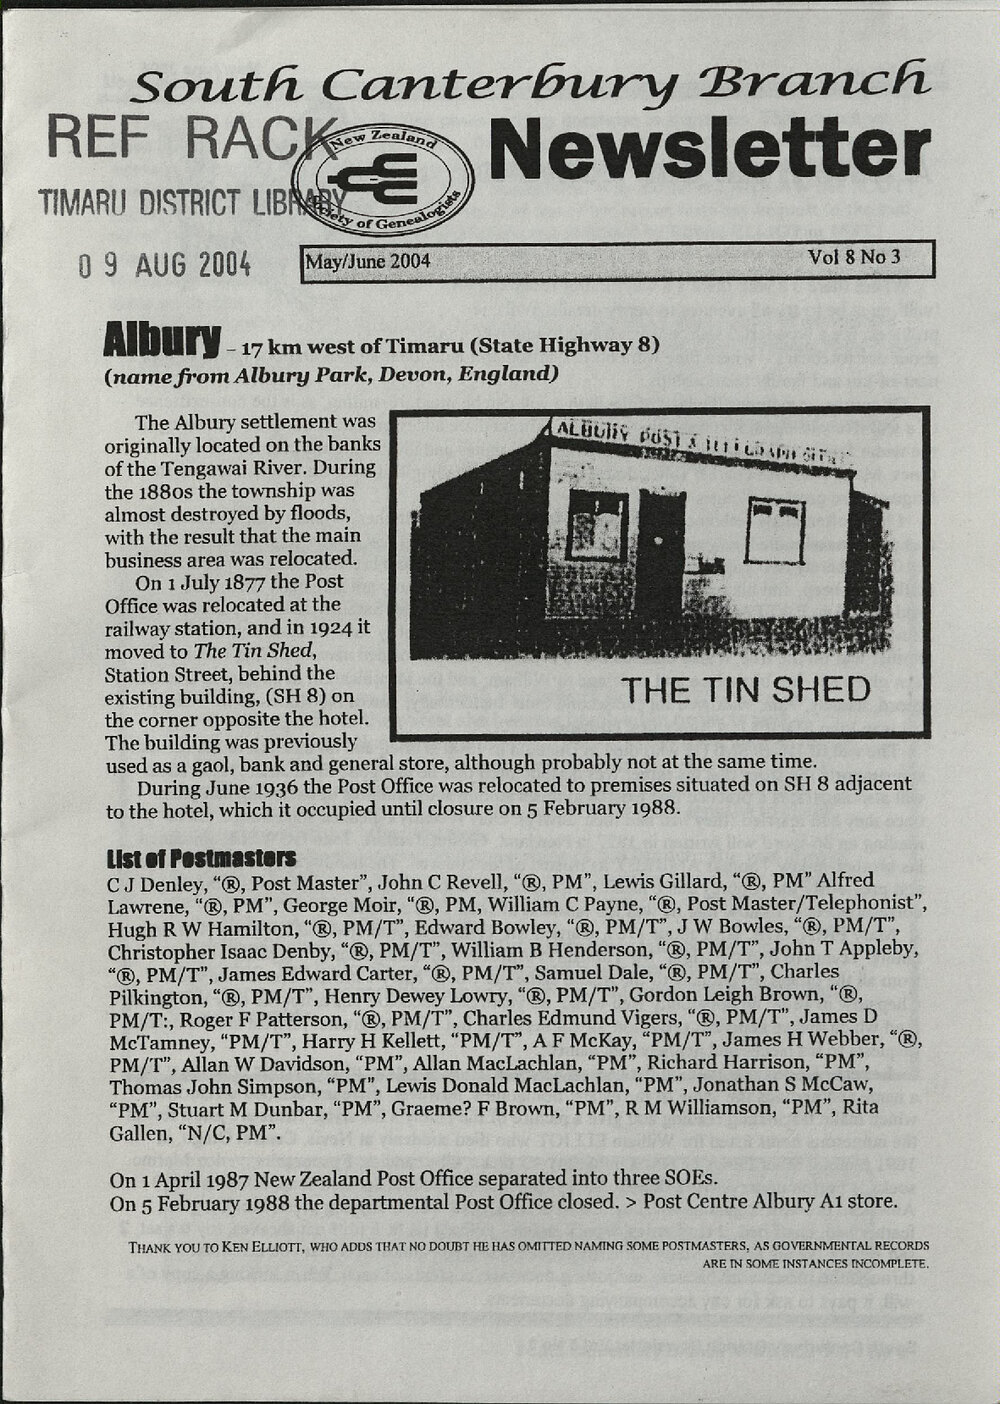 South Canterbury Branch
REF RACK
New Zealand
Society of Genealogists
Newsletter
TIMARU DISTRICT LIBRARY
09 AUG 2004
May/June 2004
Vol 8 No 3
Albury – 17 km west of Timaru (State Highway 8)
(name from Albury Park, Devon, England)
The Albury settlement was
originally located on the banks
of the Tengawai River. During
the 1880s the township was
almost destroyed by floods,
with the result that the main
business area was relocated.
On 1 July 1877 the Post
Office was relocated at the
railway station, and in 1924 it
moved to The Tin Shed,
Station Street, behind the
existing building, (SH 8) on
the corner opposite the hotel.
The building was previously
used as a gaol, bank and general store, although probably not at the same time.
ALBURY POST & TELEGRAPH OFFICE
THE TIN SHED
During June 1936 the Post Office was relocated to premises situated on SH 8 adjacent
to the hotel, which it occupied until closure on 5 February 1988.
List of Postmasters
C J Denley, “®, Post Master”, John C Revell, “®, PM”, Lewis Gillard, “®, PM” Alfred
Lawrene, “®, PM”, George Moir, “®, PM, William C Payne, “®, Post Master/Telephonist”,
Hugh R W Hamilton, “®, PM/T”, Edward Bowley, “®, PM/T”, J W Bowles, “®, PM/T”,
Christopher Isaac Denby, “®, PM/T”, William B Henderson, “®, PM/T”, John T Appleby,
“®, PM/T”, James Edward Carter, “®, PM/T”, Samuel Dale, “®, PM/T”, Charles
Pilkington, “®, PM/T”, Henry Dewey Lowry, “®, PM/T”, Gordon Leigh Brown, “®,
PM/T:, Roger F Patterson, “®, PM/T”, Charles Edmund Vigers, “®, PM/T”, James D
McTamney, “PM/T”, Harry H Kellett, “PM/T”, A F McKay, “PM/T”, James H Webber, “®,
PM/T”, Allan W Davidson, “PM”, Allan MacLachlan, “PM”, Richard Harrison, “PM”,
Thomas John Simpson, “PM”, Lewis Donald MacLachlan, “PM”, Jonathan S McCaw,
“PM”, Stuart M Dunbar, “PM”, Graeme? F Brown, “PM”, R M Williamson, “PM”, Rita
Gallen, “N/C, PM”.
On 1 April 1987 New Zealand Post Office separated into three SOEs.
On 5 February 1988 the departmental Post Office closed. > Post Centre Albury A1 store.
THANK YOU TO KEN ELLIOTT, WHO ADDS THAT NO DOUBT HE HAS OMITTED NAMING SOME POSTMASTERS, AS GOVERNMENTAL RECORDS
ARE IN SOME INSTANCES INCOMPLETE.